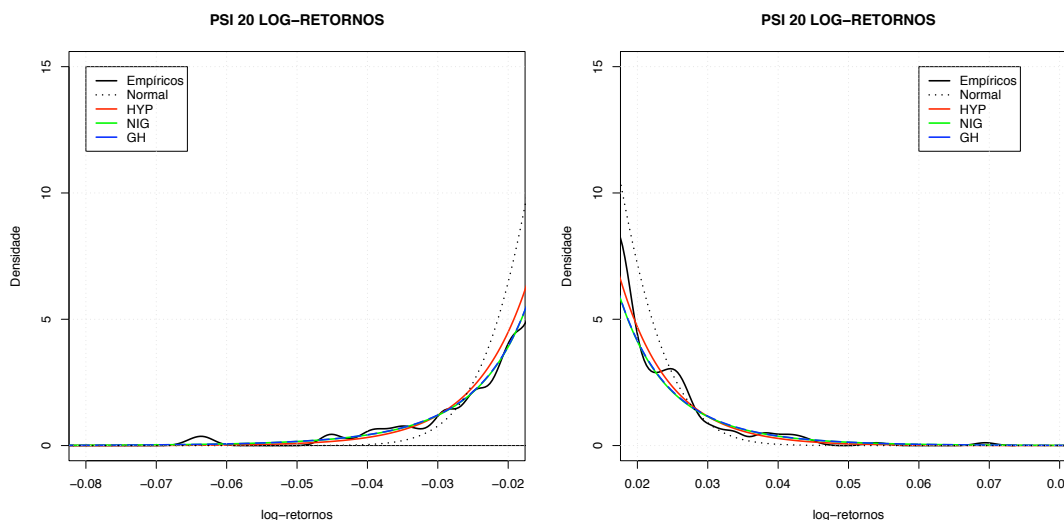 PSI 20 LOG−RETORNOS
Densidade
15
10
5
0
Empíricos
Normal
HYP
NIG
GH
−0.08 −0.07 −0.06 −0.05 −0.04 −0.03 −0.02
log−retornos
PSI 20 LOG−RETORNOS
Densidade
15
10
5
0
Empíricos
Normal
HYP
NIG
GH
0.02 0.03 0.04 0.05 0.06 0.07
log−retornos